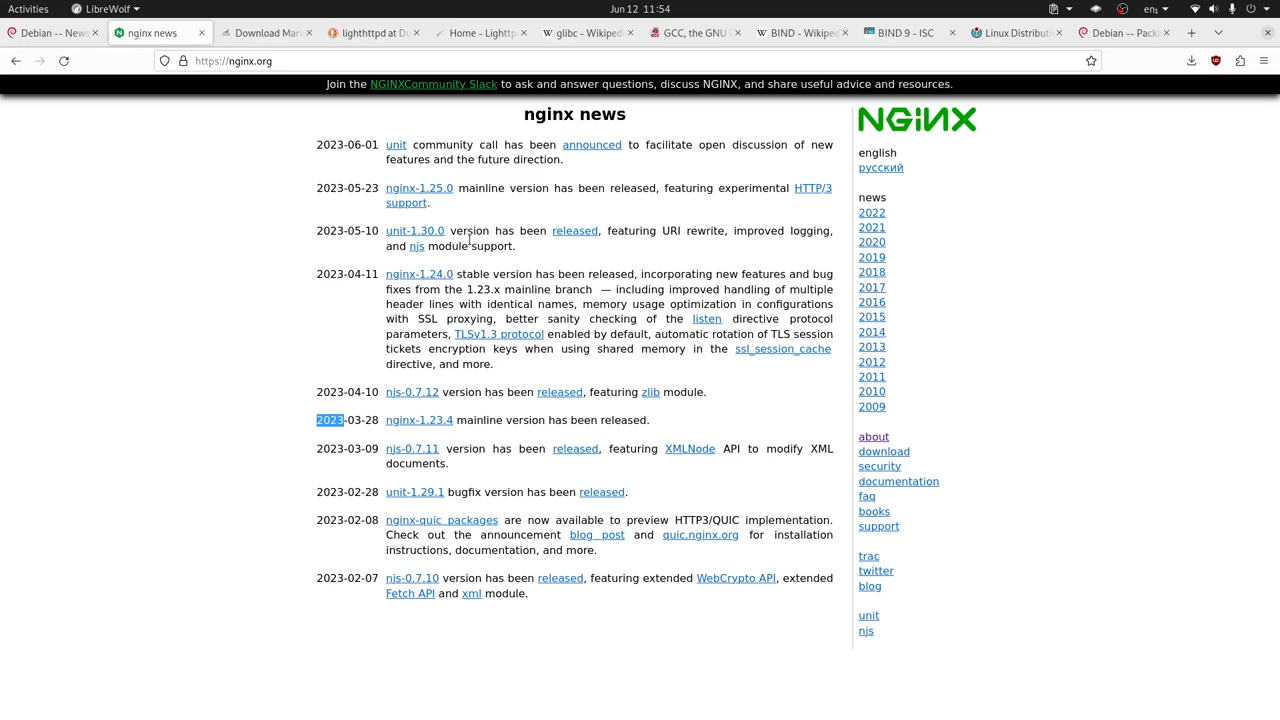 Activities LibreWolf Jun 12 11:54 en₁
Debian -- News nginx news Download Mari lighthttpd at Du Home - Lighttp glibc - Wikiped GCC, the GNU C BIND - Wikiped BIND 9 - ISC Linux Distributi Debian -- Packa
https://nginx.org
Join the NGINXCommunity Slack to ask and answer questions, discuss NGINX, and share useful advice and resources.
nginx news
2023-06-01 unit community call has been announced to facilitate open discussion of new
features and the future direction.
2023-05-23 nginx-1.25.0 mainline version has been released, featuring experimental HTTP/3
support.
2023-05-10 unit-1.30.0 version has been released, featuring URI rewrite, improved logging,
and njs module support.
2023-04-11 nginx-1.24.0 stable version has been released, incorporating new features and bug
fixes from the 1.23.x mainline branch — including improved handling of multiple
header lines with identical names, memory usage optimization in configurations
with SSL proxying, better sanity checking of the listen directive protocol
parameters, TLSv1.3 protocol enabled by default, automatic rotation of TLS session
tickets encryption keys when using shared memory in the ssl_session_cache
directive, and more.
2023-04-10 njs-0.7.12 version has been released, featuring zlib module.
2023-03-28 nginx-1.23.4 mainline version has been released.
2023-03-09 njs-0.7.11 version has been released, featuring XMLNode API to modify XML
documents.
2023-02-28 unit-1.29.1 bugfix version has been released.
2023-02-08 nginx-quic packages are now available to preview HTTP3/QUIC implementation.
Check out the announcement blog post and quic.nginx.org for installation
instructions, documentation, and more.
2023-02-07 njs-0.7.10 version has been released, featuring extended WebCrypto API, extended
Fetch API and xml module.
NGINX
english
русский
news
2022
2021
2020
2019
2018
2017
2016
2015
2014
2013
2012
2011
2010
2009
about
download
security
documentation
faq
books
support
trac
twitter
blog
unit
njs